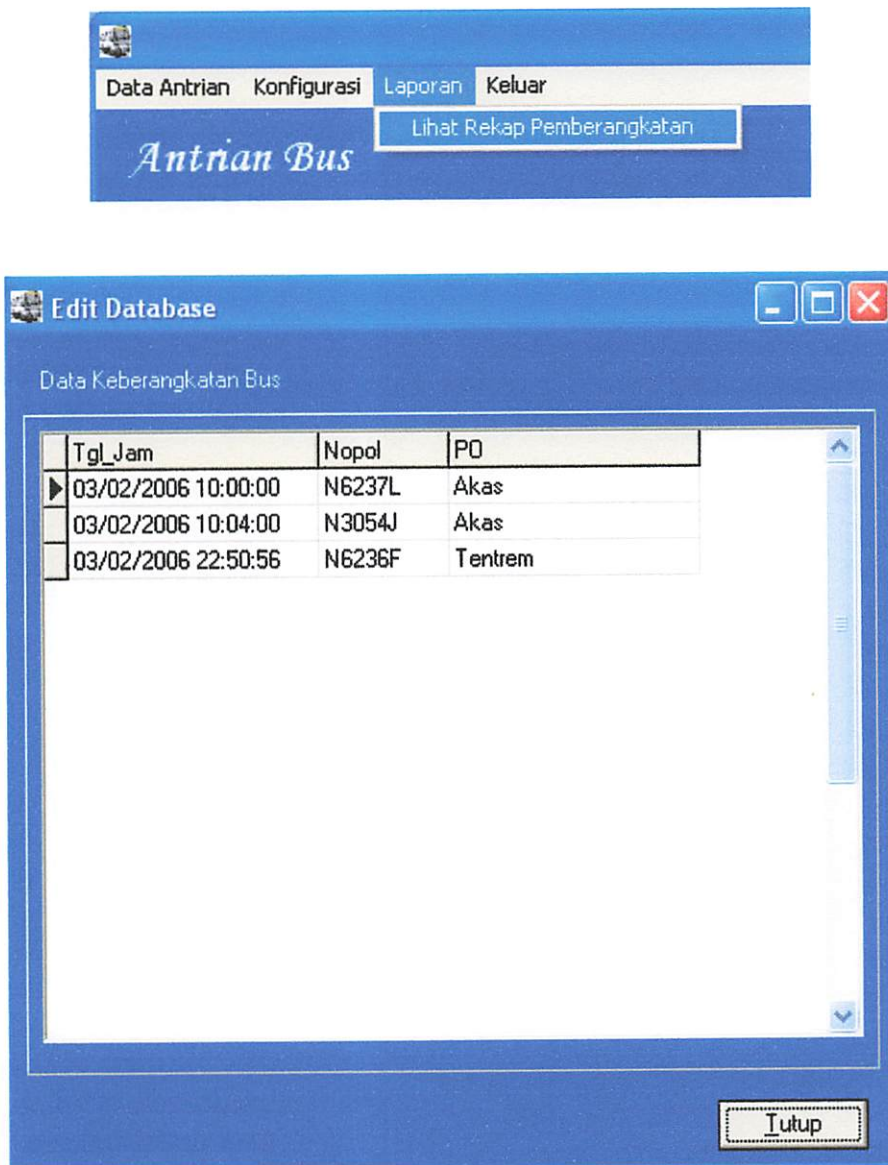 Data Antrian Konfigurasi Laporan Keluar
Lihat Rekap Pemberangkatan
Antrian Bus
Edit Database
Data Keberangkatan Bus
Tgl_Jam Nopol PO
03/02/2006 10:00:00 N6237L Akas
03/02/2006 10:04:00 N3054J Akas
03/02/2006 22:50:56 N6236F Tentrem
Tutup